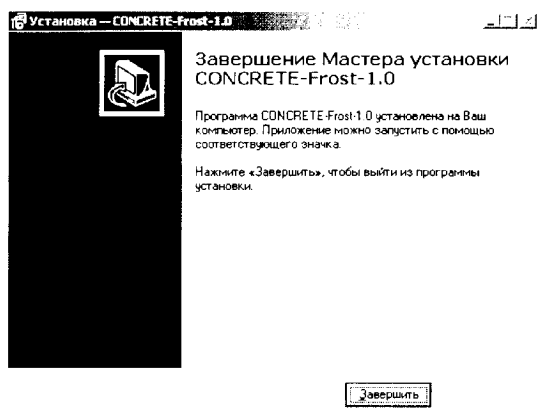 Установка — CONCRETE-Frost-1.0
Завершение Мастера установки
CONCRETE-Frost-1.0
Программа CONCRETE-Frost-1.0 установлена на Ваш
компьютер. Приложение можно запустить с помощью
соответствующего значка.
Нажмите «Завершить», чтобы выйти из программы
установки.
Завершить